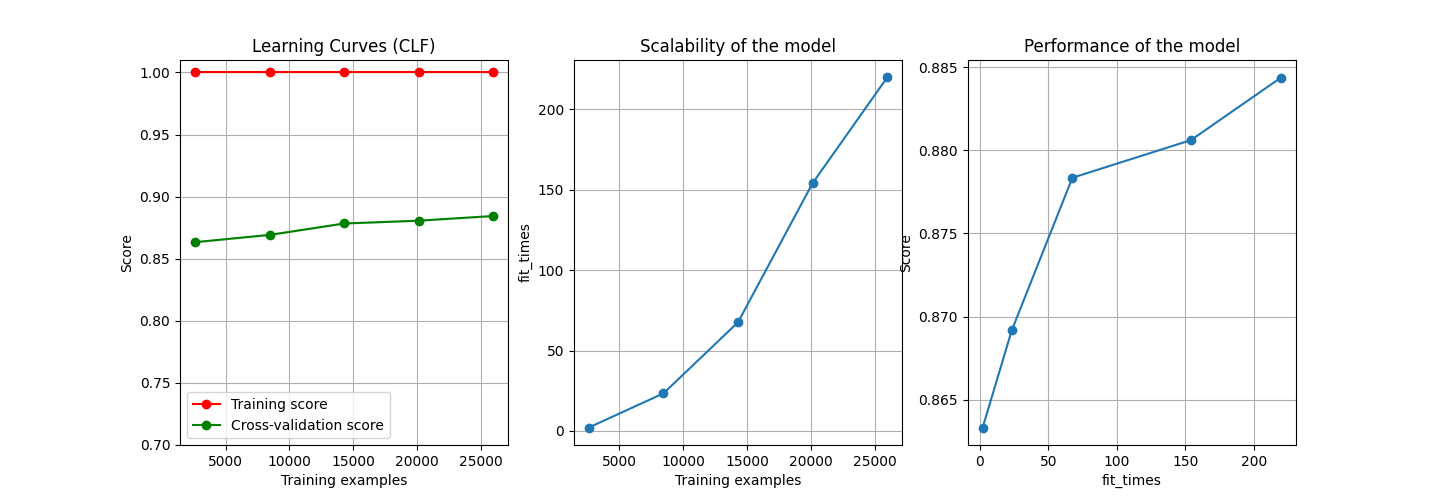 Learning Curves (CLF)
Score
1.00
0.95
0.90
0.85
0.80
0.75
0.70
Training score
Cross-validation score
5000 10000 15000 20000 25000
Training examples
Scalability of the model
fit_times
200
150
100
50
0
5000 10000 15000 20000 25000
Training examples
Performance of the model
Score
0.885
0.880
0.875
0.870
0.865
0 50 100 150 200
fit_times